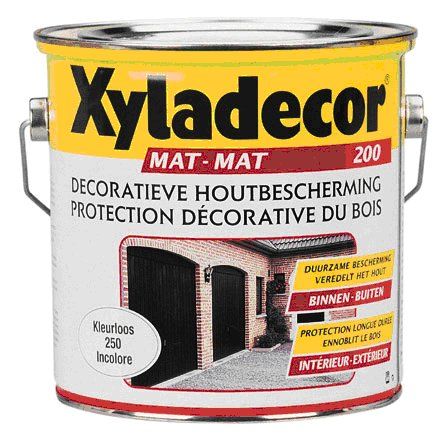 Xyladecor
MAT-MAT 200
DECORATIEVE HOUTBESCHERMING
PROTECTION DÉCORATIVE DU BOIS
DUURZAME BESCHERMING
VEREDELT HET HOUT
BINNEN-BUITEN
PROTECTION LONGUE DURÉE
ENNOBLIT LE BOIS
INTÉRIEUR-EXTÉRIEUR
Kleurloos
250
Incolore